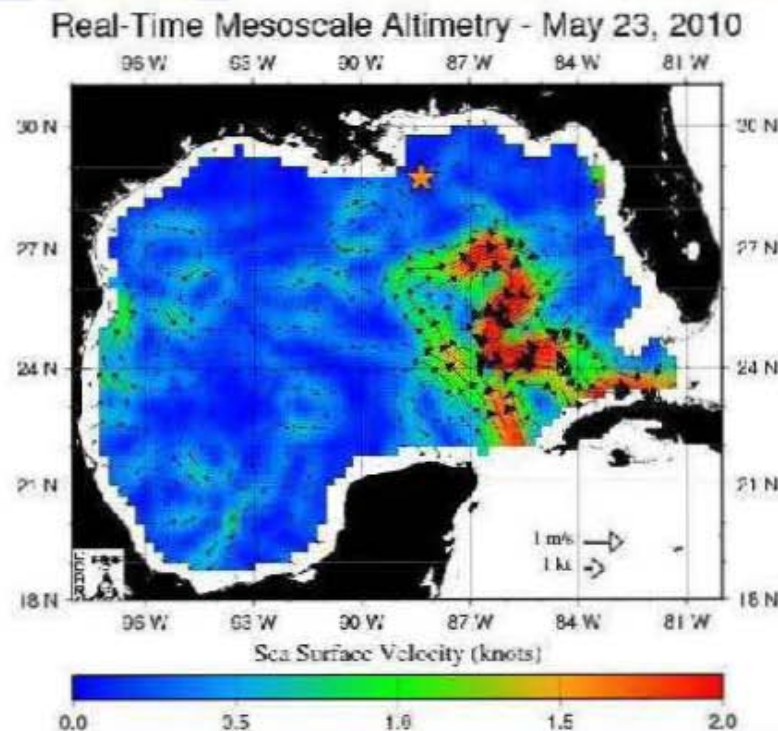 Real-Time Mesoscale Altimetry - May 23, 2010
96 W 93 W 90 W 87 W 84 W 81 W
30 N 30 N
27 N 27 N
24 N 24 N
21 N 21 N
1 m/s
1 kt
18 N 18 N
96 W 93 W 90 W 87 W 84 W 81 W
Sea Surface Velocity (knots)
0.0 0.5 1.0 1.5 2.0